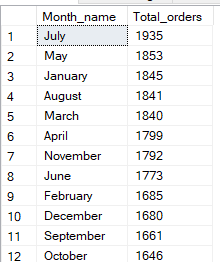 Month_name Total_orders
1 July 1935
2 May 1853
3 January 1845
4 August 1841
5 March 1840
6 April 1799
7 November 1792
8 June 1773
9 February 1685
10 December 1680
11 September 1661
12 October 1646